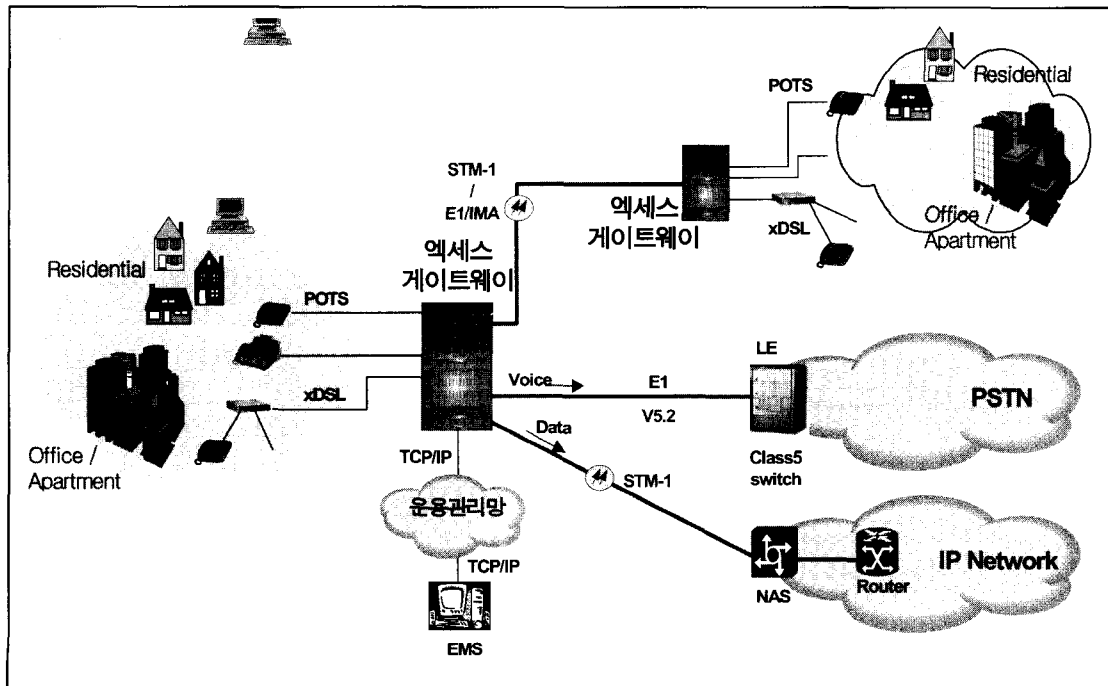 Residential
POTS
Office /
Apartment
xDSL
STM-1
/
E1/IMA
엑세스
게이트웨이
엑세스
게이트웨이
Residential
POTS
xDSL
Office /
Apartment
Voice
E1
V5.2
LE
Class5
switch
PSTN
Data
STM-1
NAS
Router
IP Network
TCP/IP
운용관리망
TCP/IP
EMS